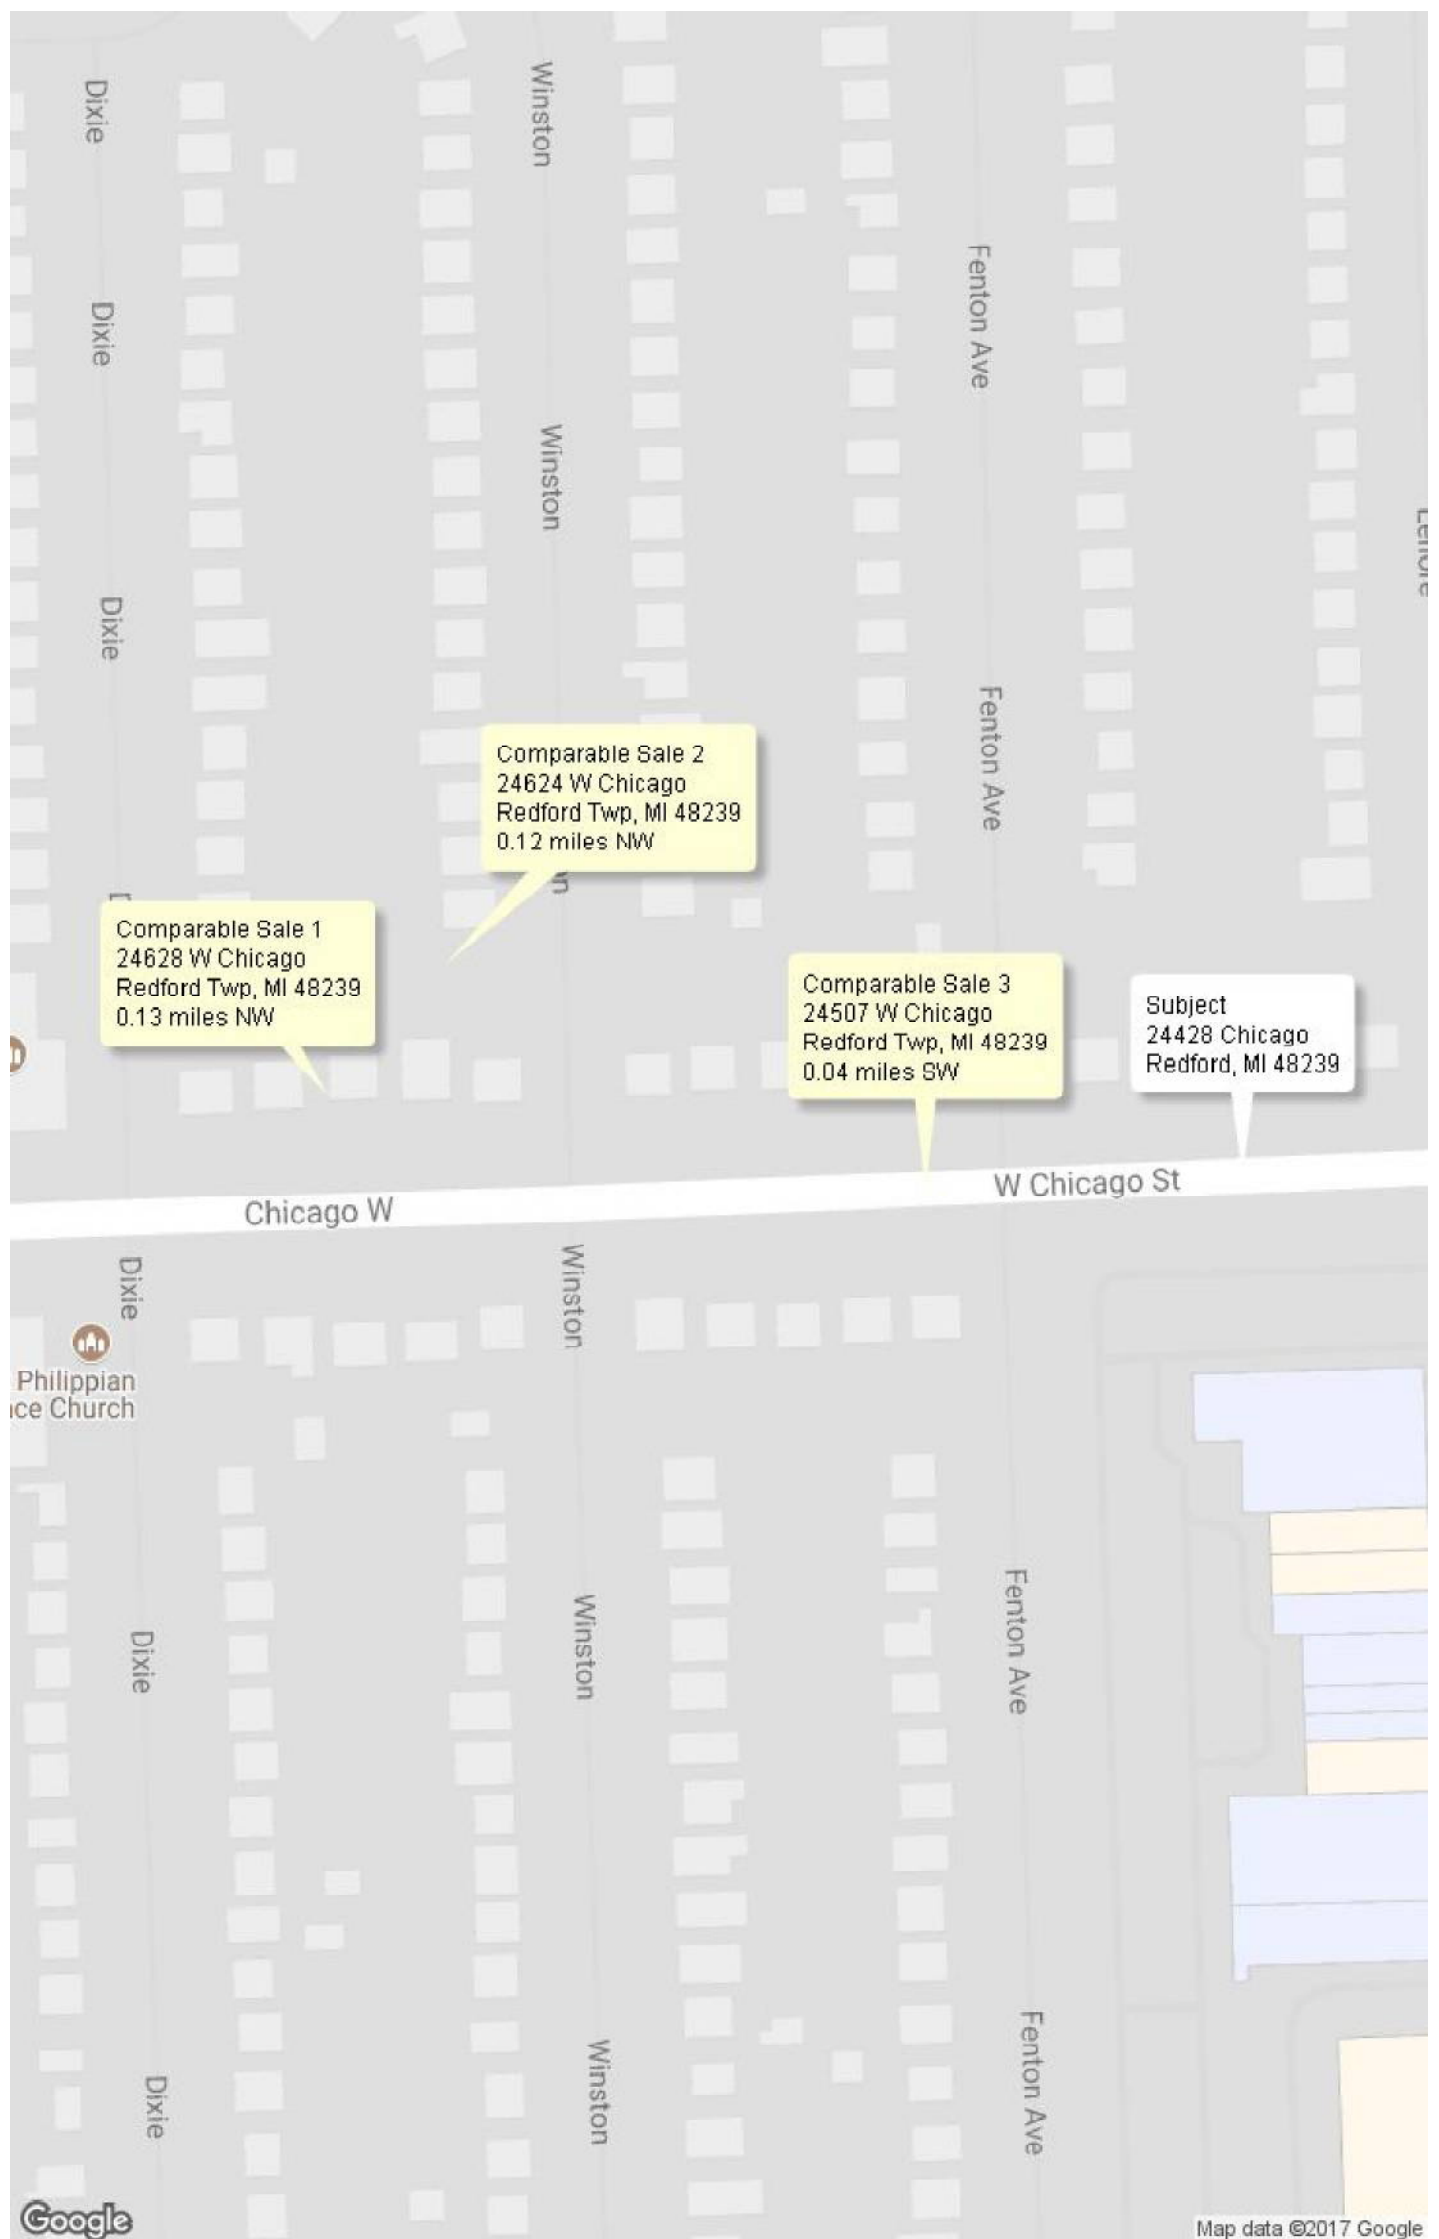 Dixie
Winston
Fenton Ave
Dixie
Winston
Dixie
Fenton Ave
Comparable Sale 2
24624 W Chicago
Redford Twp, MI 48239
0.12 miles NW
Comparable Sale 1
24628 W Chicago
Redford Twp, MI 48239
0.13 miles NW
Comparable Sale 3
24507 W Chicago
Redford Twp, MI 48239
0.04 miles SW
Subject
24428 Chicago
Redford, MI 48239
Chicago W
W Chicago St
Dixie
Winston
Philippian
ce Church
Dixie
Winston
Fenton Ave
Dixie
Winston
Fenton Ave
Google
Map data ©2017 Google